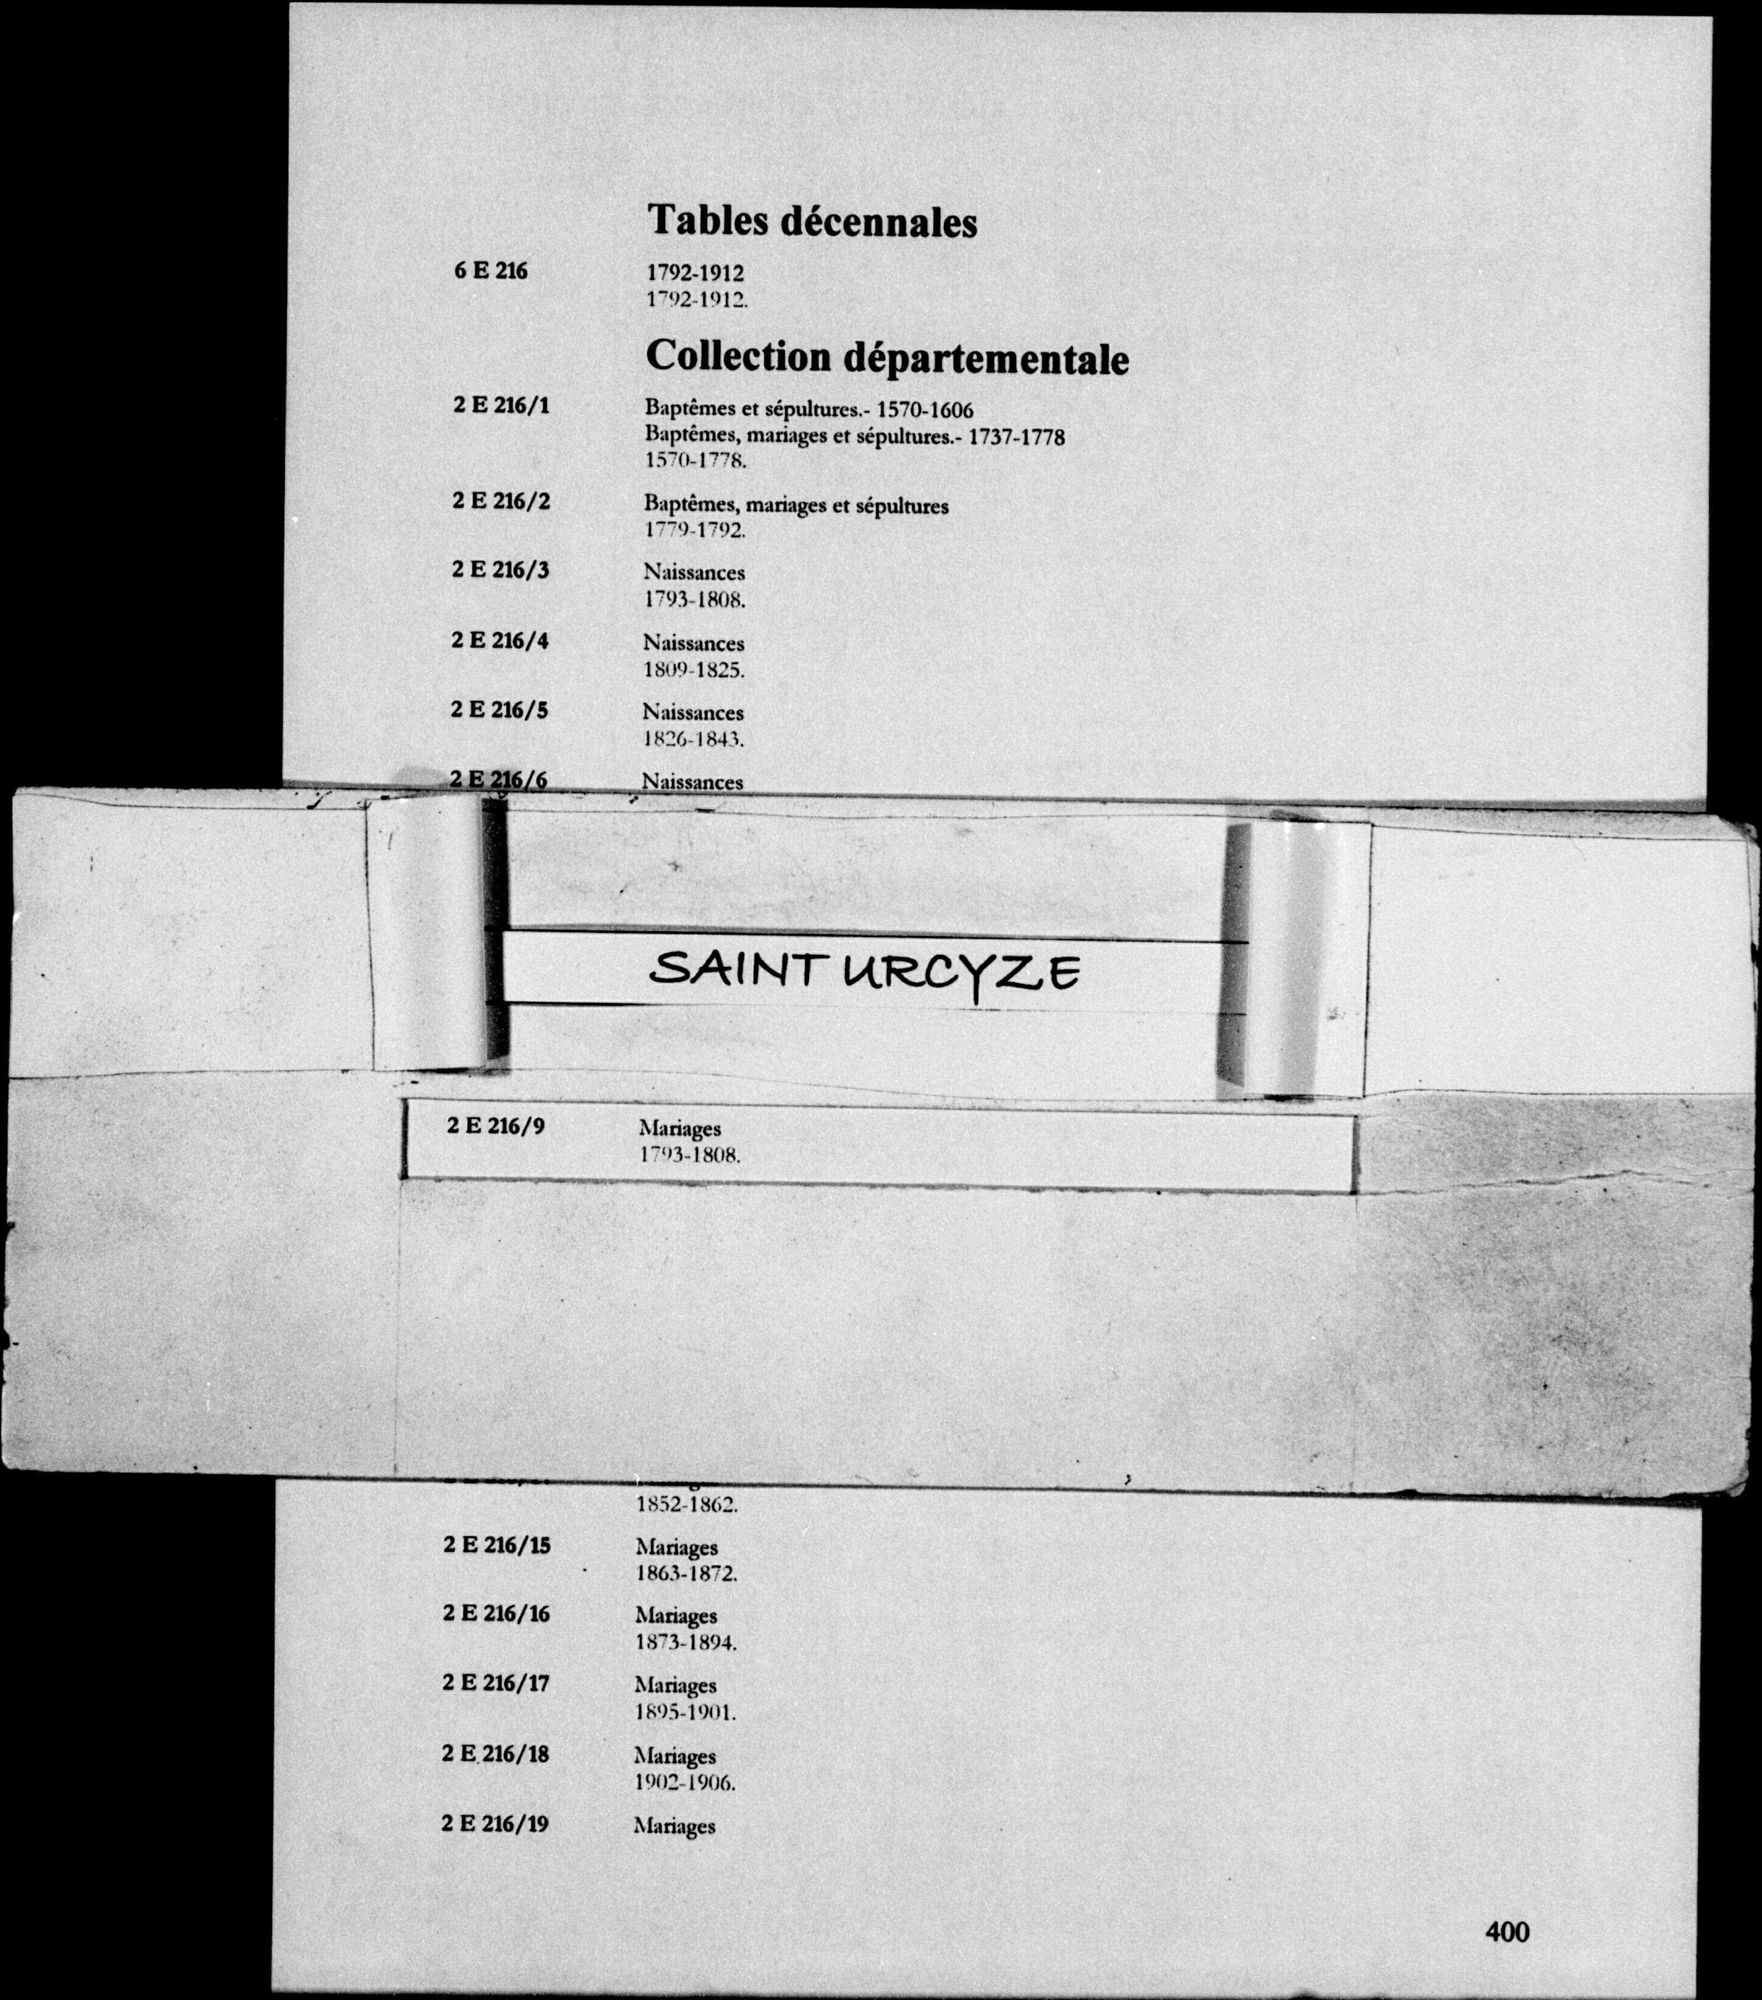 Tables décennales
6 E 216 1792-1912
1792-1912.
Collection départementale
2 E 216/1 Baptêmes et sépultures.- 1570-1606
Baptêmes, mariages et sépultures.- 1737-1778
1570-1778.
2 E 216/2 Baptêmes, mariages et sépultures
1779-1792.
2 E 216/3 Naissances
1793-1808.
2 E 216/4 Naissances
1809-1825.
2 E 216/5 Naissances
1826-1843.
2 E 216/6 Naissances
SAINT URCYZE
2 E 216/9 Mariages
1793-1808.
1852-1862.
2 E 216/15 Mariages
1863-1872.
2 E 216/16 Mariages
1873-1894.
2 E 216/17 Mariages
1895-1901.
2 E 216/18 Mariages
1902-1906.
2 E 216/19 Mariages
400